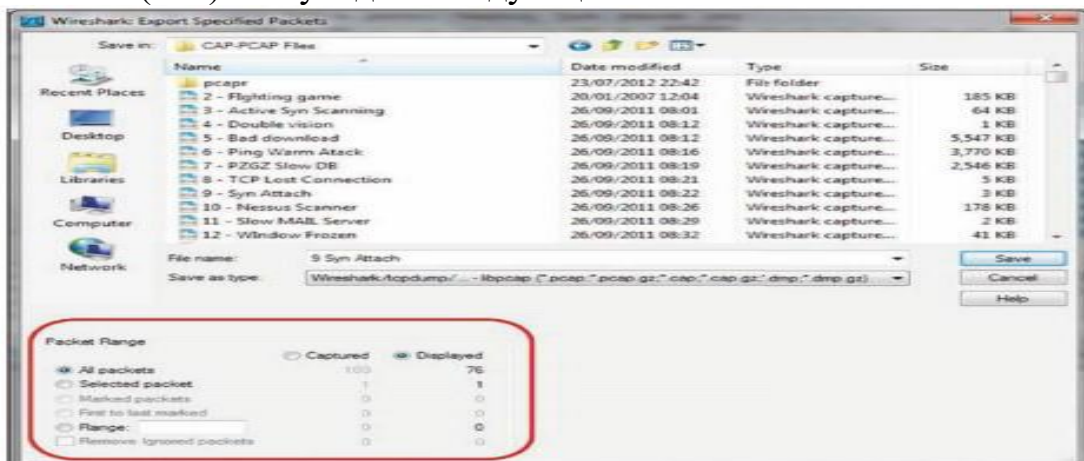 Wireshark: Export Specified Packets
Save in: CAP-PCAP Files
Name Date modified Type Size
pcapr 23/07/2012 22:42 File folder
2 - Flighting game 20/01/2007 12:04 Wireshark capture... 185 KB
3 - Active Syn Scanning 26/09/2011 08:01 Wireshark capture... 64 KB
4 - Double vision 26/09/2011 08:12 Wireshark capture... 1 KB
5 - Bad download 26/09/2011 08:12 Wireshark capture... 5,547 KB
6 - Ping Warm Atack 26/09/2011 08:16 Wireshark capture... 3,770 KB
7 - PZGZ Slow DB 26/09/2011 08:19 Wireshark capture... 2,546 KB
8 - TCP Lost Connection 26/09/2011 08:21 Wireshark capture... 5 KB
9 - Syn Attach 26/09/2011 08:22 Wireshark capture... 3 KB
10 - Nessus Scanner 26/09/2011 08:26 Wireshark capture... 178 KB
11 - Slow MAIL Server 26/09/2011 08:29 Wireshark capture... 2 KB
12 - WIndow Frozen 26/09/2011 08:32 Wireshark capture... 41 KB
Recent Places
Desktop
Libraries
Computer
Network
File name: 9 Syn Attach Save
Save as type: Wireshark/tcpdump/... - libpcap (*.pcap;*.pcap.gz;*.cap;*.cap.gz;*.dmp;*.dmp.gz) Cancel
Help
Packet Range
Captured Displayed
All packets 103 76
Selected packet 1 1
Marked packets 0 0
First to last marked 0 0
Range: 0 0
Remove Ignored packets 0 0